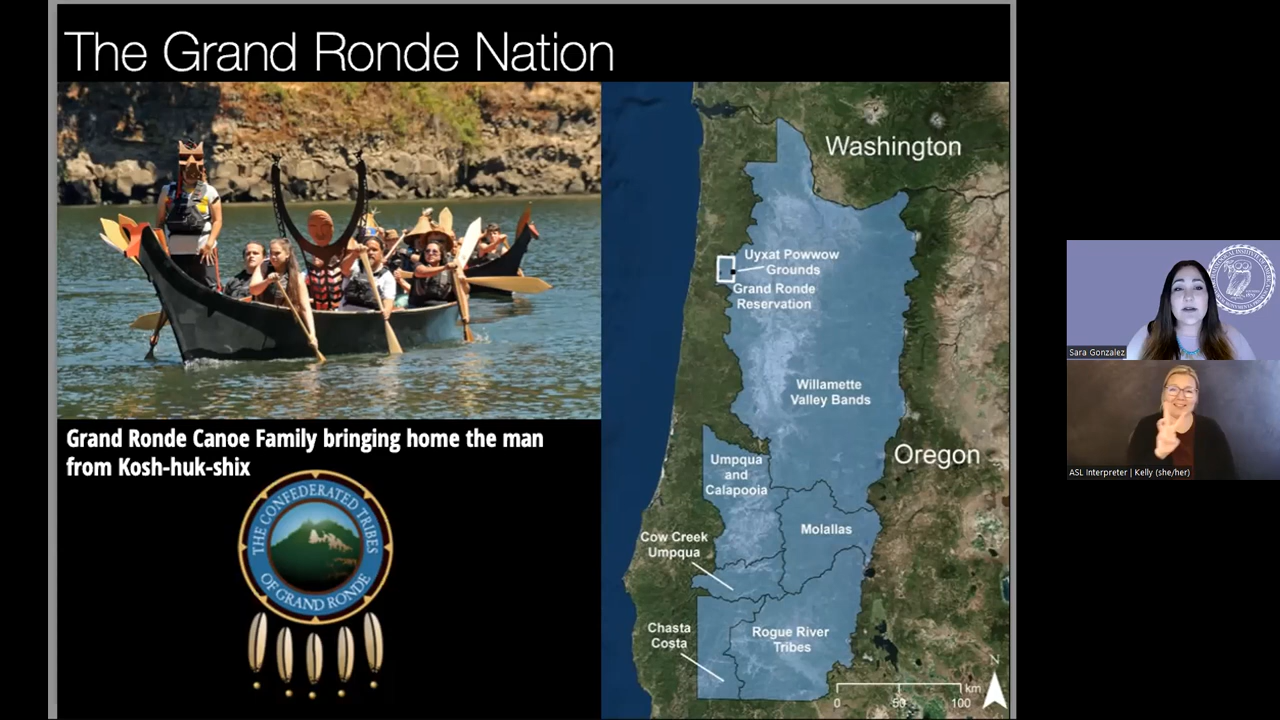 The Grand Ronde Nation
Grand Ronde Canoe Family bringing home the man
from Kosh-huk-shix
THE CONFEDERATED TRIBES
OF GRAND RONDE
Washington
Uyxat Powwow
Grounds
Grand Ronde
Reservation
Willamette
Valley Bands
Oregon
Umpqua
and
Calapooia
Molallas
Cow Creek
Umpqua
Chasta
Costa
Rogue River
Tribes
N
km
0 50 100
Sara Gonzalez
ASL Interpreter | Kelly (she/her)